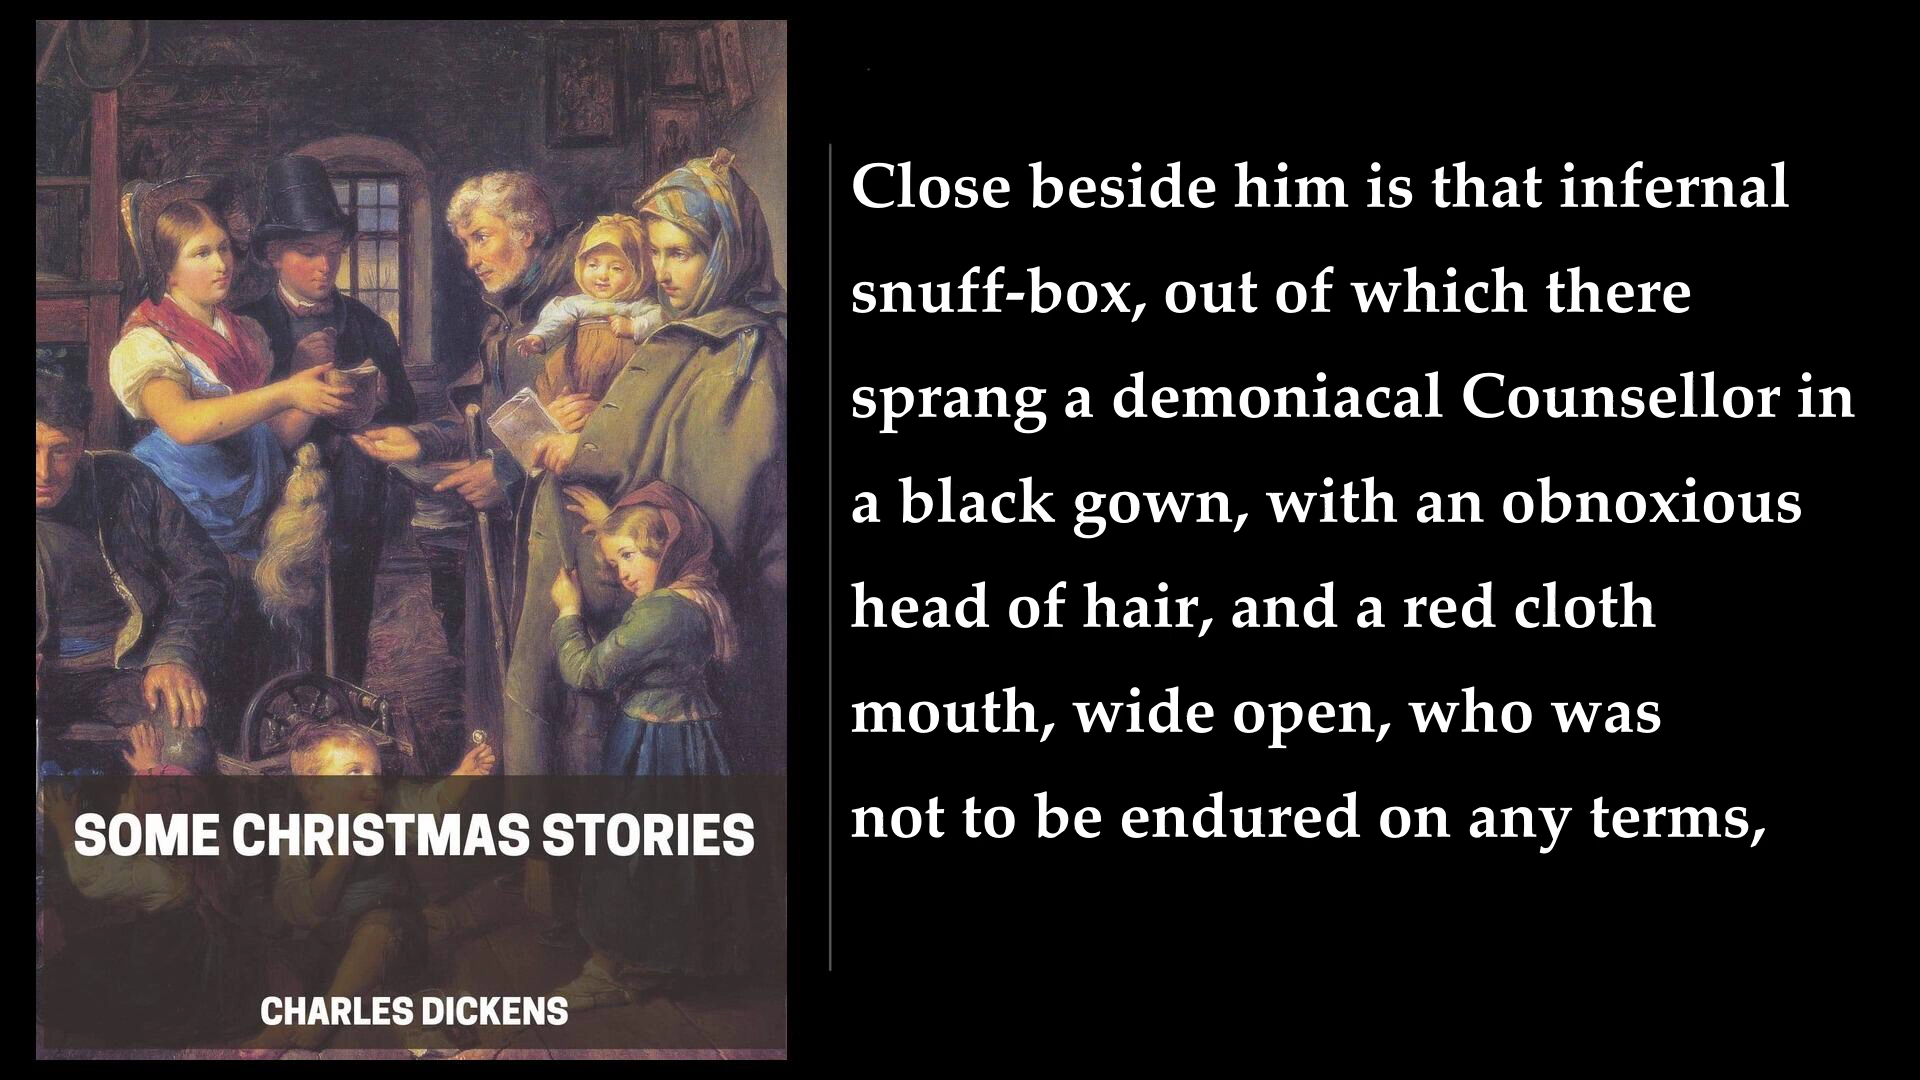 SOME CHRISTMAS STORIES
CHARLES DICKENS
Close beside him is that infernal
snuff-box, out of which there
sprang a demoniacal Counsellor in
a black gown, with an obnoxious
head of hair, and a red cloth
mouth, wide open, who was
not to be endured on any terms,